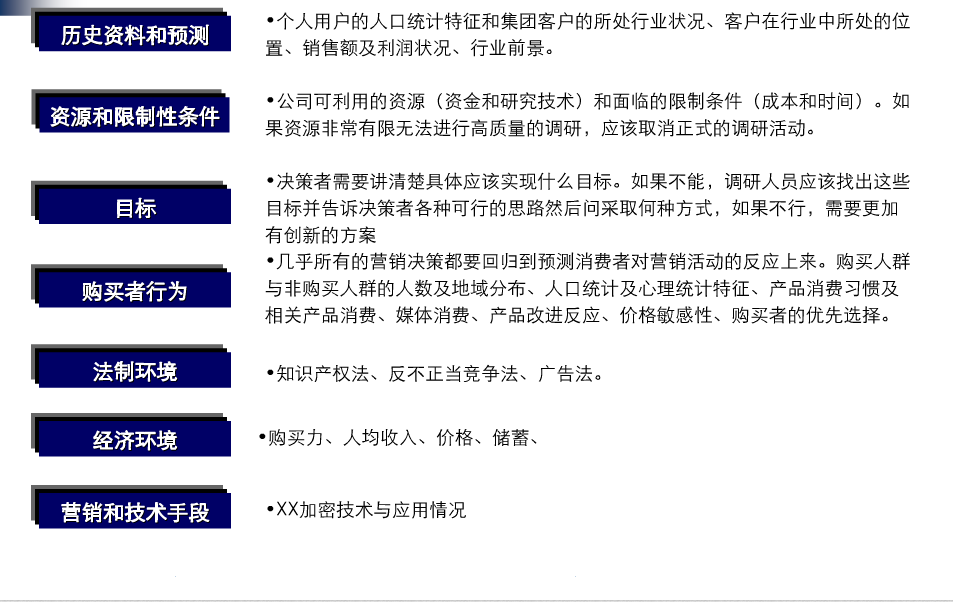 历史资料和预测
•个人用户的人口统计特征和集团客户的所处行业状况、客户在行业中所处的位
置、销售额及利润状况、行业前景。
资源和限制性条件
•公司可利用的资源（资金和研究技术）和面临的限制条件（成本和时间）。如
果资源非常有限无法进行高质量的调研，应该取消正式的调研活动。
目标
•决策者需要讲清楚具体应该实现什么目标。如果不能，调研人员应该找出这些
目标并告诉决策者各种可行的思路然后问采取何种方式，如果不行，需要更加
有创新的方案
购买者行为
•几乎所有的营销决策都要回归到预测消费者对营销活动的反应上来。购买人群
与非购买人群的人数及地域分布、人口统计及心理统计特征、产品消费习惯及
相关产品消费、媒体消费、产品改进反应、价格敏感性、购买者的优先选择。
法制环境
•知识产权法、反不正当竞争法、广告法。
经济环境
•购买力、人均收入、价格、储蓄、
营销和技术手段
•XX加密技术与应用情况